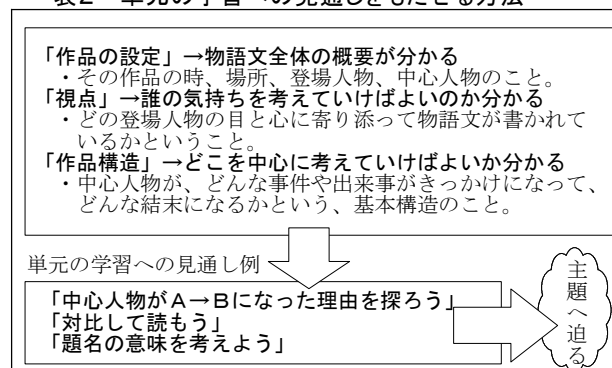 表２　単元の学習への見通しをもたせる方法
「作品の設定」→物語文全体の概要が分かる
・その作品の時、場所、登場人物、中心人物のこと。
「視点」→誰の気持ちを考えていけばよいのか分かる
・どの登場人物の目と心に寄り添って物語文が書かれて
いるかということ。
「作品構造」→どこを中心に考えていけばよいか分かる
・中心人物が、どんな事件や出来事がきっかけになって、
どんな結末になるかという、基本構造のこと。
単元の学習への見通し例
「中心人物がＡ→Ｂになった理由を探ろう」
「対比して読もう」
「題名の意味を考えよう」
主題へ迫る